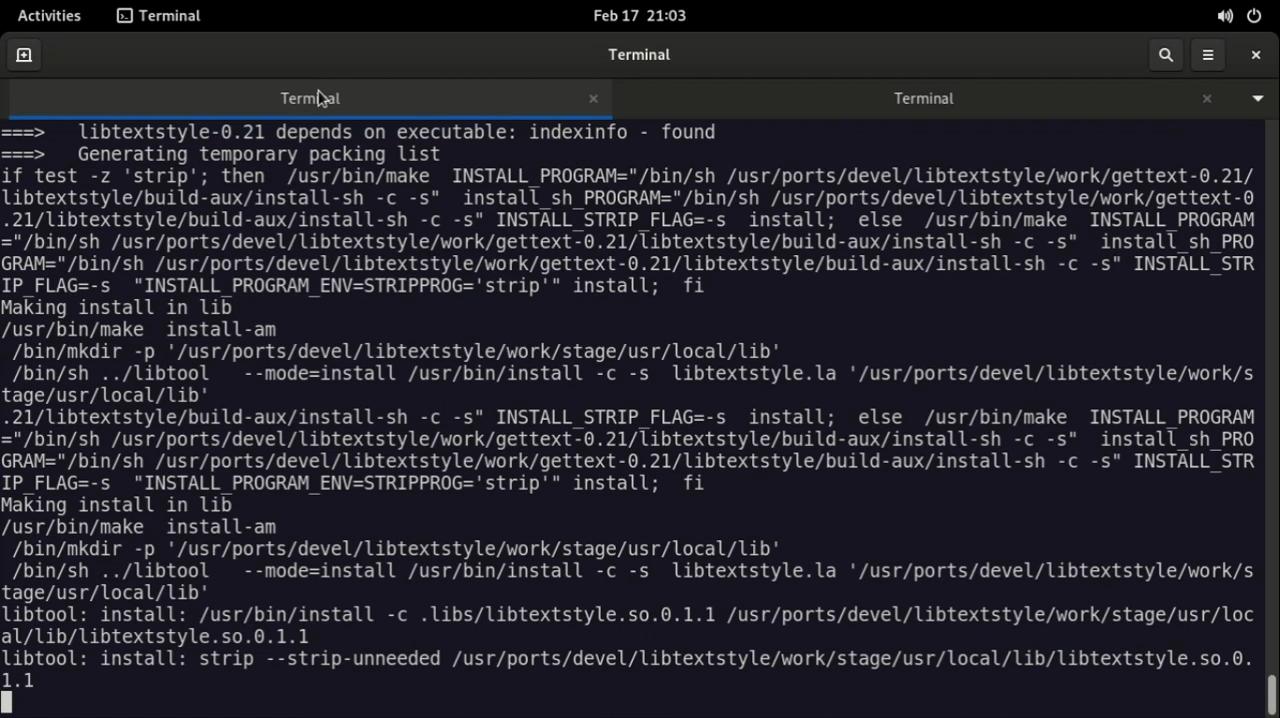 Activities Terminal Feb 17 21:03
Terminal
Terminal Terminal
===>   libtextstyle-0.21 depends on executable: indexinfo - found
===>   Generating temporary packing list
if test -z 'strip'; then  /usr/bin/make  INSTALL_PROGRAM="/bin/sh /usr/ports/devel/libtextstyle/work/gettext-0.21/
libtextstyle/build-aux/install-sh -c -s"  install_sh_PROGRAM="/bin/sh /usr/ports/devel/libtextstyle/work/gettext-0
.21/libtextstyle/build-aux/install-sh -c -s" INSTALL_STRIP_FLAG=-s  install;  else  /usr/bin/make  INSTALL_PROGRAM
="/bin/sh /usr/ports/devel/libtextstyle/work/gettext-0.21/libtextstyle/build-aux/install-sh -c -s"  install_sh_PRO
GRAM="/bin/sh /usr/ports/devel/libtextstyle/work/gettext-0.21/libtextstyle/build-aux/install-sh -c -s" INSTALL_STR
IP_FLAG=-s  "INSTALL_PROGRAM_ENV=STRIPPROG='strip'" install;  fi
Making install in lib
/usr/bin/make  install-am
 /bin/mkdir -p '/usr/ports/devel/libtextstyle/work/stage/usr/local/lib'
 /bin/sh ../libtool   --mode=install /usr/bin/install -c -s  libtextstyle.la '/usr/ports/devel/libtextstyle/work/s
tage/usr/local/lib'
.21/libtextstyle/build-aux/install-sh -c -s" INSTALL_STRIP_FLAG=-s  install;  else  /usr/bin/make  INSTALL_PROGRAM
="/bin/sh /usr/ports/devel/libtextstyle/work/gettext-0.21/libtextstyle/build-aux/install-sh -c -s"  install_sh_PRO
GRAM="/bin/sh /usr/ports/devel/libtextstyle/work/gettext-0.21/libtextstyle/build-aux/install-sh -c -s" INSTALL_STR
IP_FLAG=-s  "INSTALL_PROGRAM_ENV=STRIPPROG='strip'" install;  fi
Making install in lib
/usr/bin/make  install-am
 /bin/mkdir -p '/usr/ports/devel/libtextstyle/work/stage/usr/local/lib'
 /bin/sh ../libtool   --mode=install /usr/bin/install -c -s  libtextstyle.la '/usr/ports/devel/libtextstyle/work/s
tage/usr/local/lib'
libtool: install: /usr/bin/install -c .libs/libtextstyle.so.0.1.1 /usr/ports/devel/libtextstyle/work/stage/usr/loc
al/lib/libtextstyle.so.0.1.1
libtool: install: strip --strip-unneeded /usr/ports/devel/libtextstyle/work/stage/usr/local/lib/libtextstyle.so.0.
1.1